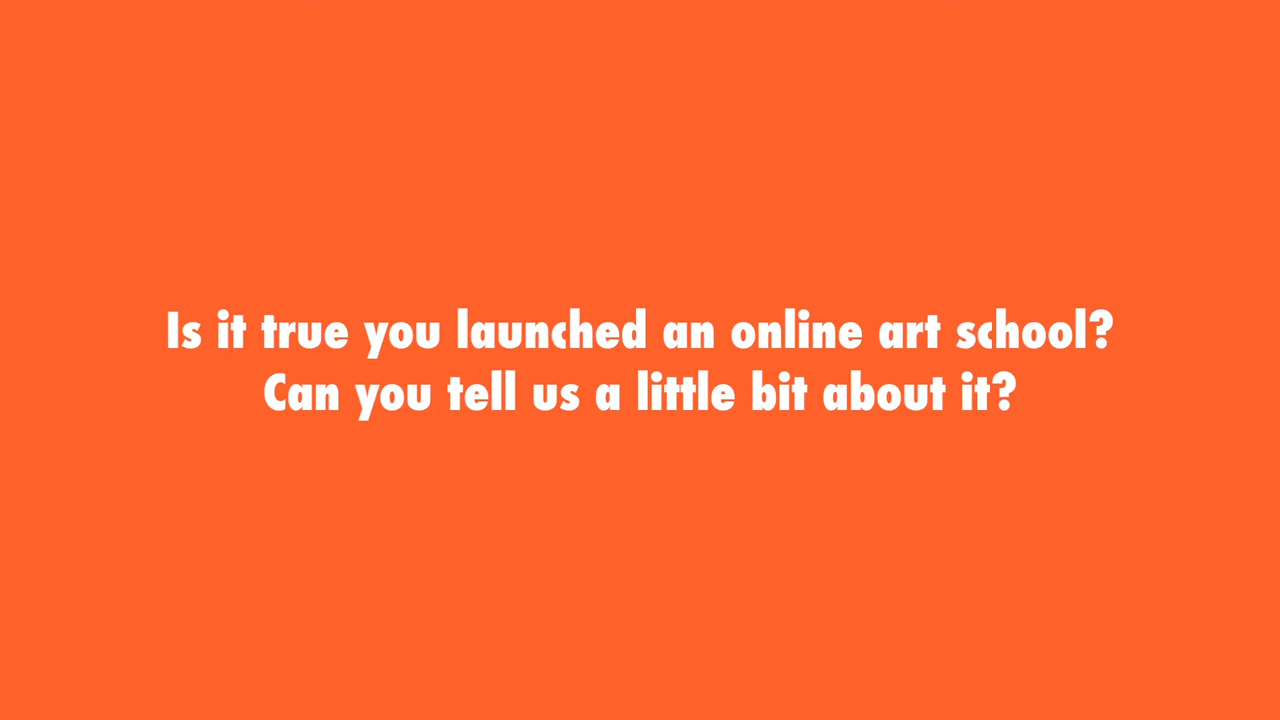 Is it true you launched an online art school?
Can you tell us a little bit about it?